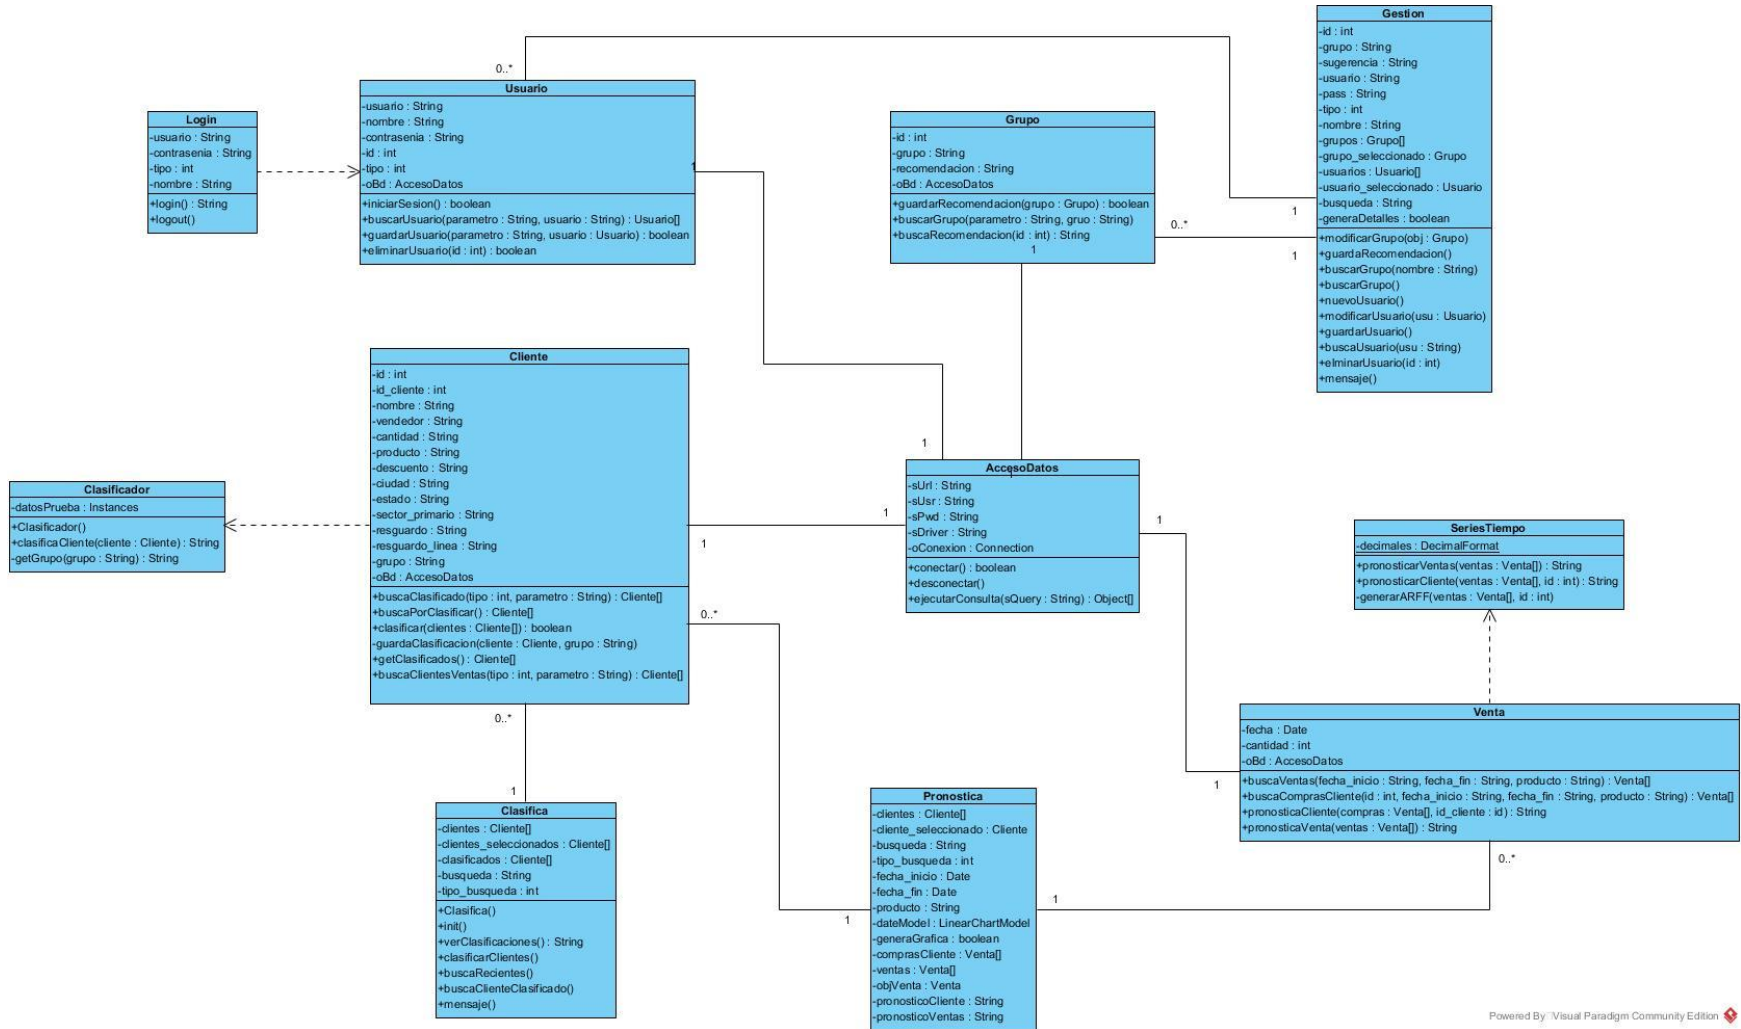 Gestion
-id : int
-grupo : String
-sugerencia : String
-usuario : String
-pass : String
-tipo : int
-nombre : String
-grupos : Grupo[]
-grupo_seleccionado : Grupo
-usuarios : Usuario[]
-usuario_seleccionado : Usuario
-busqueda : String
-generaDetalles : boolean
+modificarGrupo(obj : Grupo)
+guardaRecomendacion()
+buscarGrupo(nombre : String)
+buscarGrupo()
+nuevoUsuario()
+modificarUsuario(usu : Usuario)
+guardarUsuario()
+buscaUsuario(usu : String)
+elminarUsuario(id : int)
+mensaje()
0..*
1
0..*
1
Usuario
-usuario : String
-nombre : String
-contrasenia : String
-id : int
-tipo : int
-oBd : AccesoDatos
+iniciarSesion() : boolean
+buscarUsuario(parametro : String, usuario : String) : Usuario[]
+guardarUsuario(parametro : String, usuario : Usuario) : boolean
+eliminarUsuario(id : int) : boolean
1
Login
-usuario : String
-contrasenia : String
-tipo : int
-nombre : String
+login() : String
+logout()
Grupo
-id : int
-grupo : String
-recomendacion : String
-oBd : AccesoDatos
+guardarRecomendacion(grupo : Grupo) : boolean
+buscarGrupo(parametro : String, gruo : String)
+buscaRecomendacion(id : int) : String
1
Cliente
-id : int
-id_cliente : int
-nombre : String
-vendedor : String
-cantidad : String
-producto : String
-descuento : String
-ciudad : String
-estado : String
-sector_primario : String
-resguardo : String
-resguardo_linea : String
-grupo : String
-oBd : AccesoDatos
+buscaClasificado(tipo : int, parametro : String) : Cliente[]
+buscaPorClasificar() : Cliente[]
+clasificar(clientes : Cliente[]) : boolean
-guardaClasificacion(cliente : Cliente, grupo : String)
+getClasificados() : Cliente[]
+buscaClientesVentas(tipo : int, parametro : String) : Cliente[]
1
1
1
0..*
0..*
1
Clasificador
-datosPrueba : Instances
+Clasificador()
+clasificaCliente(cliente : Cliente) : String
-getGrupo(grupo : String) : String
AccesoDatos
1
-sUrl : String
-sUsr : String
-sPwd : String
-sDriver : String
-oConexion : Connection
+conectar() : boolean
+desconectar()
+ejecutarConsulta(sQuery : String) : Object[]
1
1
SeriesTiempo
-decimales : DecimalFormat
+pronosticarVentas(ventas : Venta[]) : String
+pronosticarCliente(ventas : Venta[], id : int) : String
-generarARFF(ventas : Venta[], id : int)
Venta
-fecha : Date
-cantidad : int
-oBd : AccesoDatos
+buscaVentas(fecha_inicio : String, fecha_fin : String, producto : String) : Venta[]
+buscaComprasCliente(id : int, fecha_inicio : String, fecha_fin : String, producto : String) : Venta[]
+pronosticaCliente(compras : Venta[], id_cliente : id) : String
+pronosticaVenta(ventas : Venta[]) : String
0..*
Clasifica
-clientes : Cliente[]
-clientes_seleccionados : Cliente[]
-clasificados : Cliente[]
-busqueda : String
-tipo_busqueda : int
+Clasifica()
+init()
+verClasificaciones() : String
+clasificarClientes()
+buscaRecientes()
+buscaClienteClasificado()
+mensaje()
Pronostica
-clientes : Cliente[]
-cliente_seleccionado : Cliente
-busqueda : String
-tipo_busqueda : int
-fecha_inicio : Date
-fecha_fin : Date
-producto : String
-dateModel : LinearChartModel
-generaGrafica : boolean
-comprasCliente : Venta[]
-ventas : Venta[]
-objVenta : Venta
-pronosticoCliente : String
-pronosticoVentas : String
1
1
Powered By Visual Paradigm Community Edition